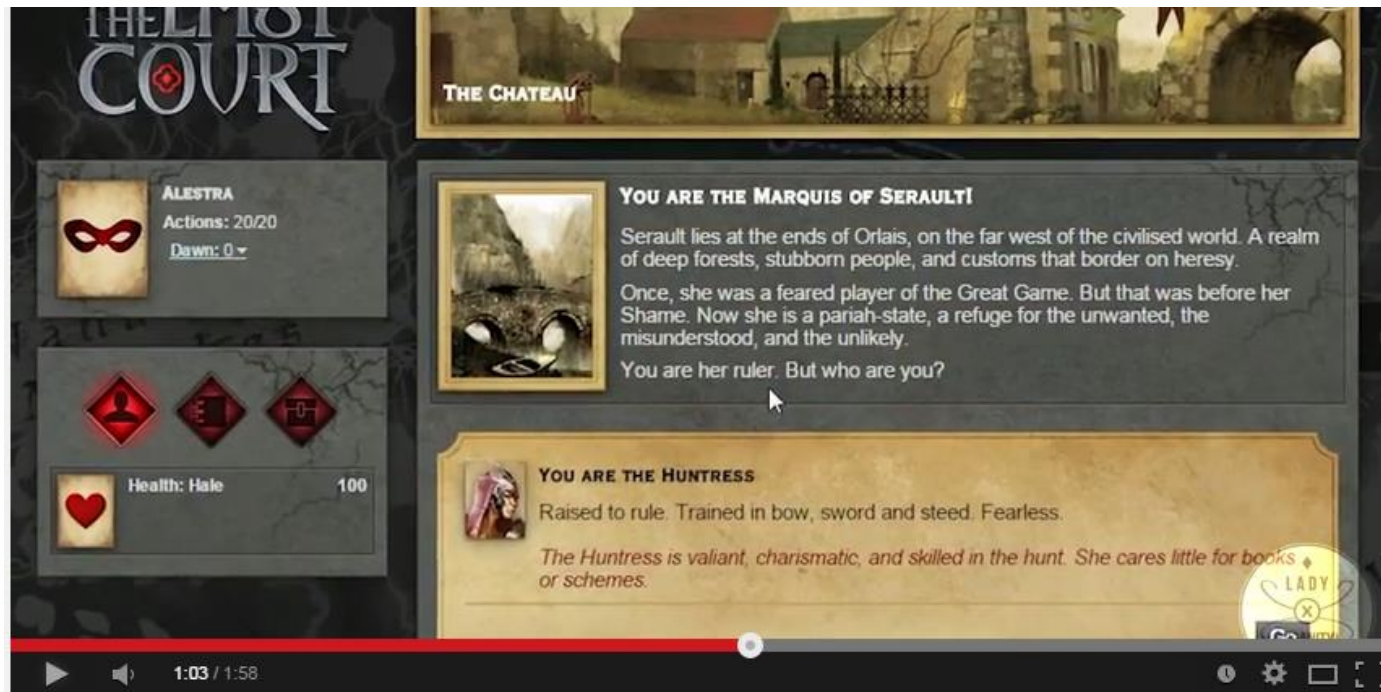 THE LAST
COURT
THE CHATEAU
ALESTRA
Actions: 20/20
Dawn: 0
YOU ARE THE MARQUIS OF SERAULT!
Serault lies at the ends of Orlais, on the far west of the civilised world. A realm
of deep forests, stubborn people, and customs that border on heresy.
Once, she was a feared player of the Great Game. But that was before her
Shame. Now she is a pariah-state, a refuge for the unwanted, the
misunderstood, and the unlikely.
You are her ruler. But who are you?
Health: Hale 100
YOU ARE THE HUNTRESS
Raised to rule. Trained in bow, sword and steed. Fearless.
The Huntress is valiant, charismatic, and skilled in the hunt. She cares little for books
or schemes.
LADY
X
Go
1:03 / 1:58